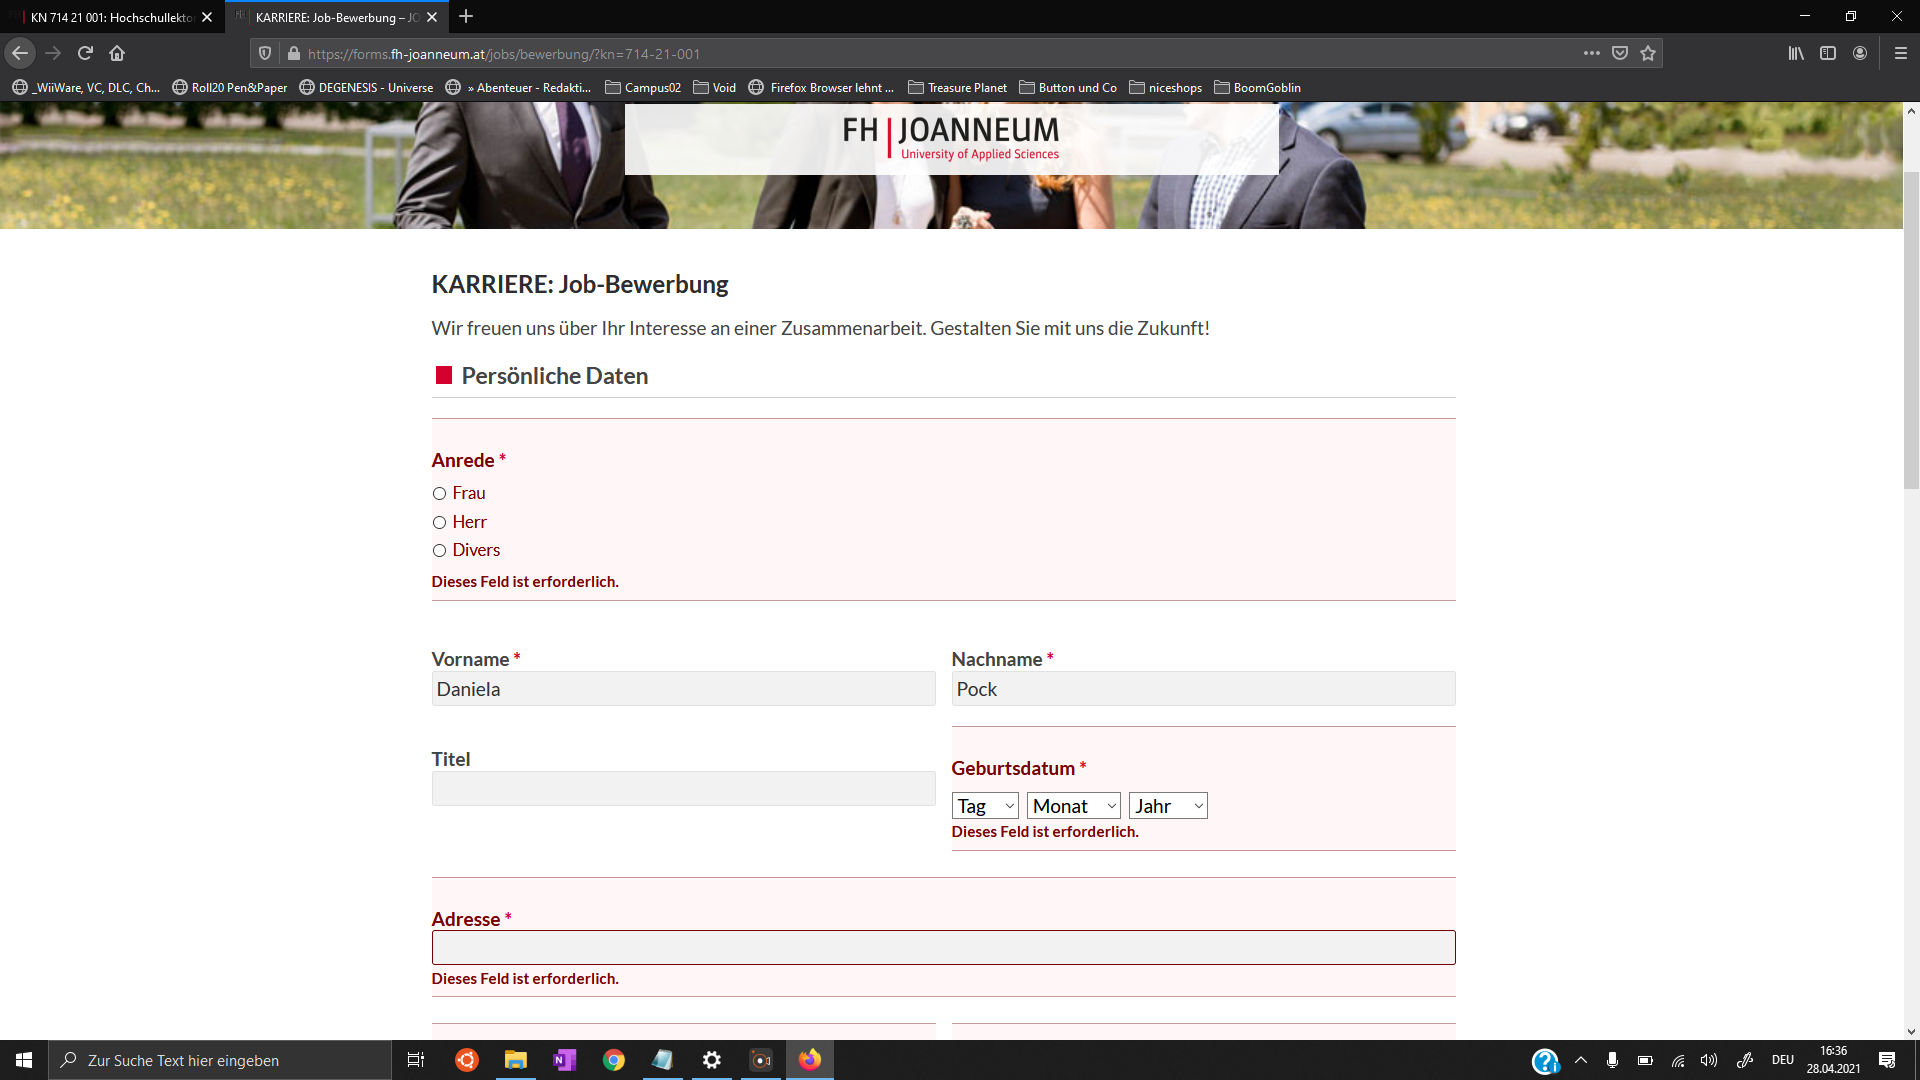 KN 714 21 001: Hochschullekto
KARRIERE: Job-Bewerbung – JO
https://forms.fh-joanneum.at/jobs/bewerbung/?kn=714-21-001
_WiiWare, VC, DLC, Ch...
Roll20 Pen&Paper
DEGENESIS - Universe
» Abenteuer - Redakti...
Campus02
Void
Firefox Browser lehnt ...
Treasure Planet
Button und Co
niceshops
BoomGoblin
FH JOANNEUM
University of Applied Sciences
KARRIERE: Job-Bewerbung
Wir freuen uns über Ihr Interesse an einer Zusammenarbeit. Gestalten Sie mit uns die Zukunft!
Persönliche Daten
Anrede *
Frau
Herr
Divers
Dieses Feld ist erforderlich.
Vorname *
Nachname *
Daniela
Pock
Titel
Geburtsdatum *
Tag
Monat
Jahr
Dieses Feld ist erforderlich.
Adresse *
Dieses Feld ist erforderlich.
Zur Suche Text hier eingeben
DEU
16:36
28.04.2021